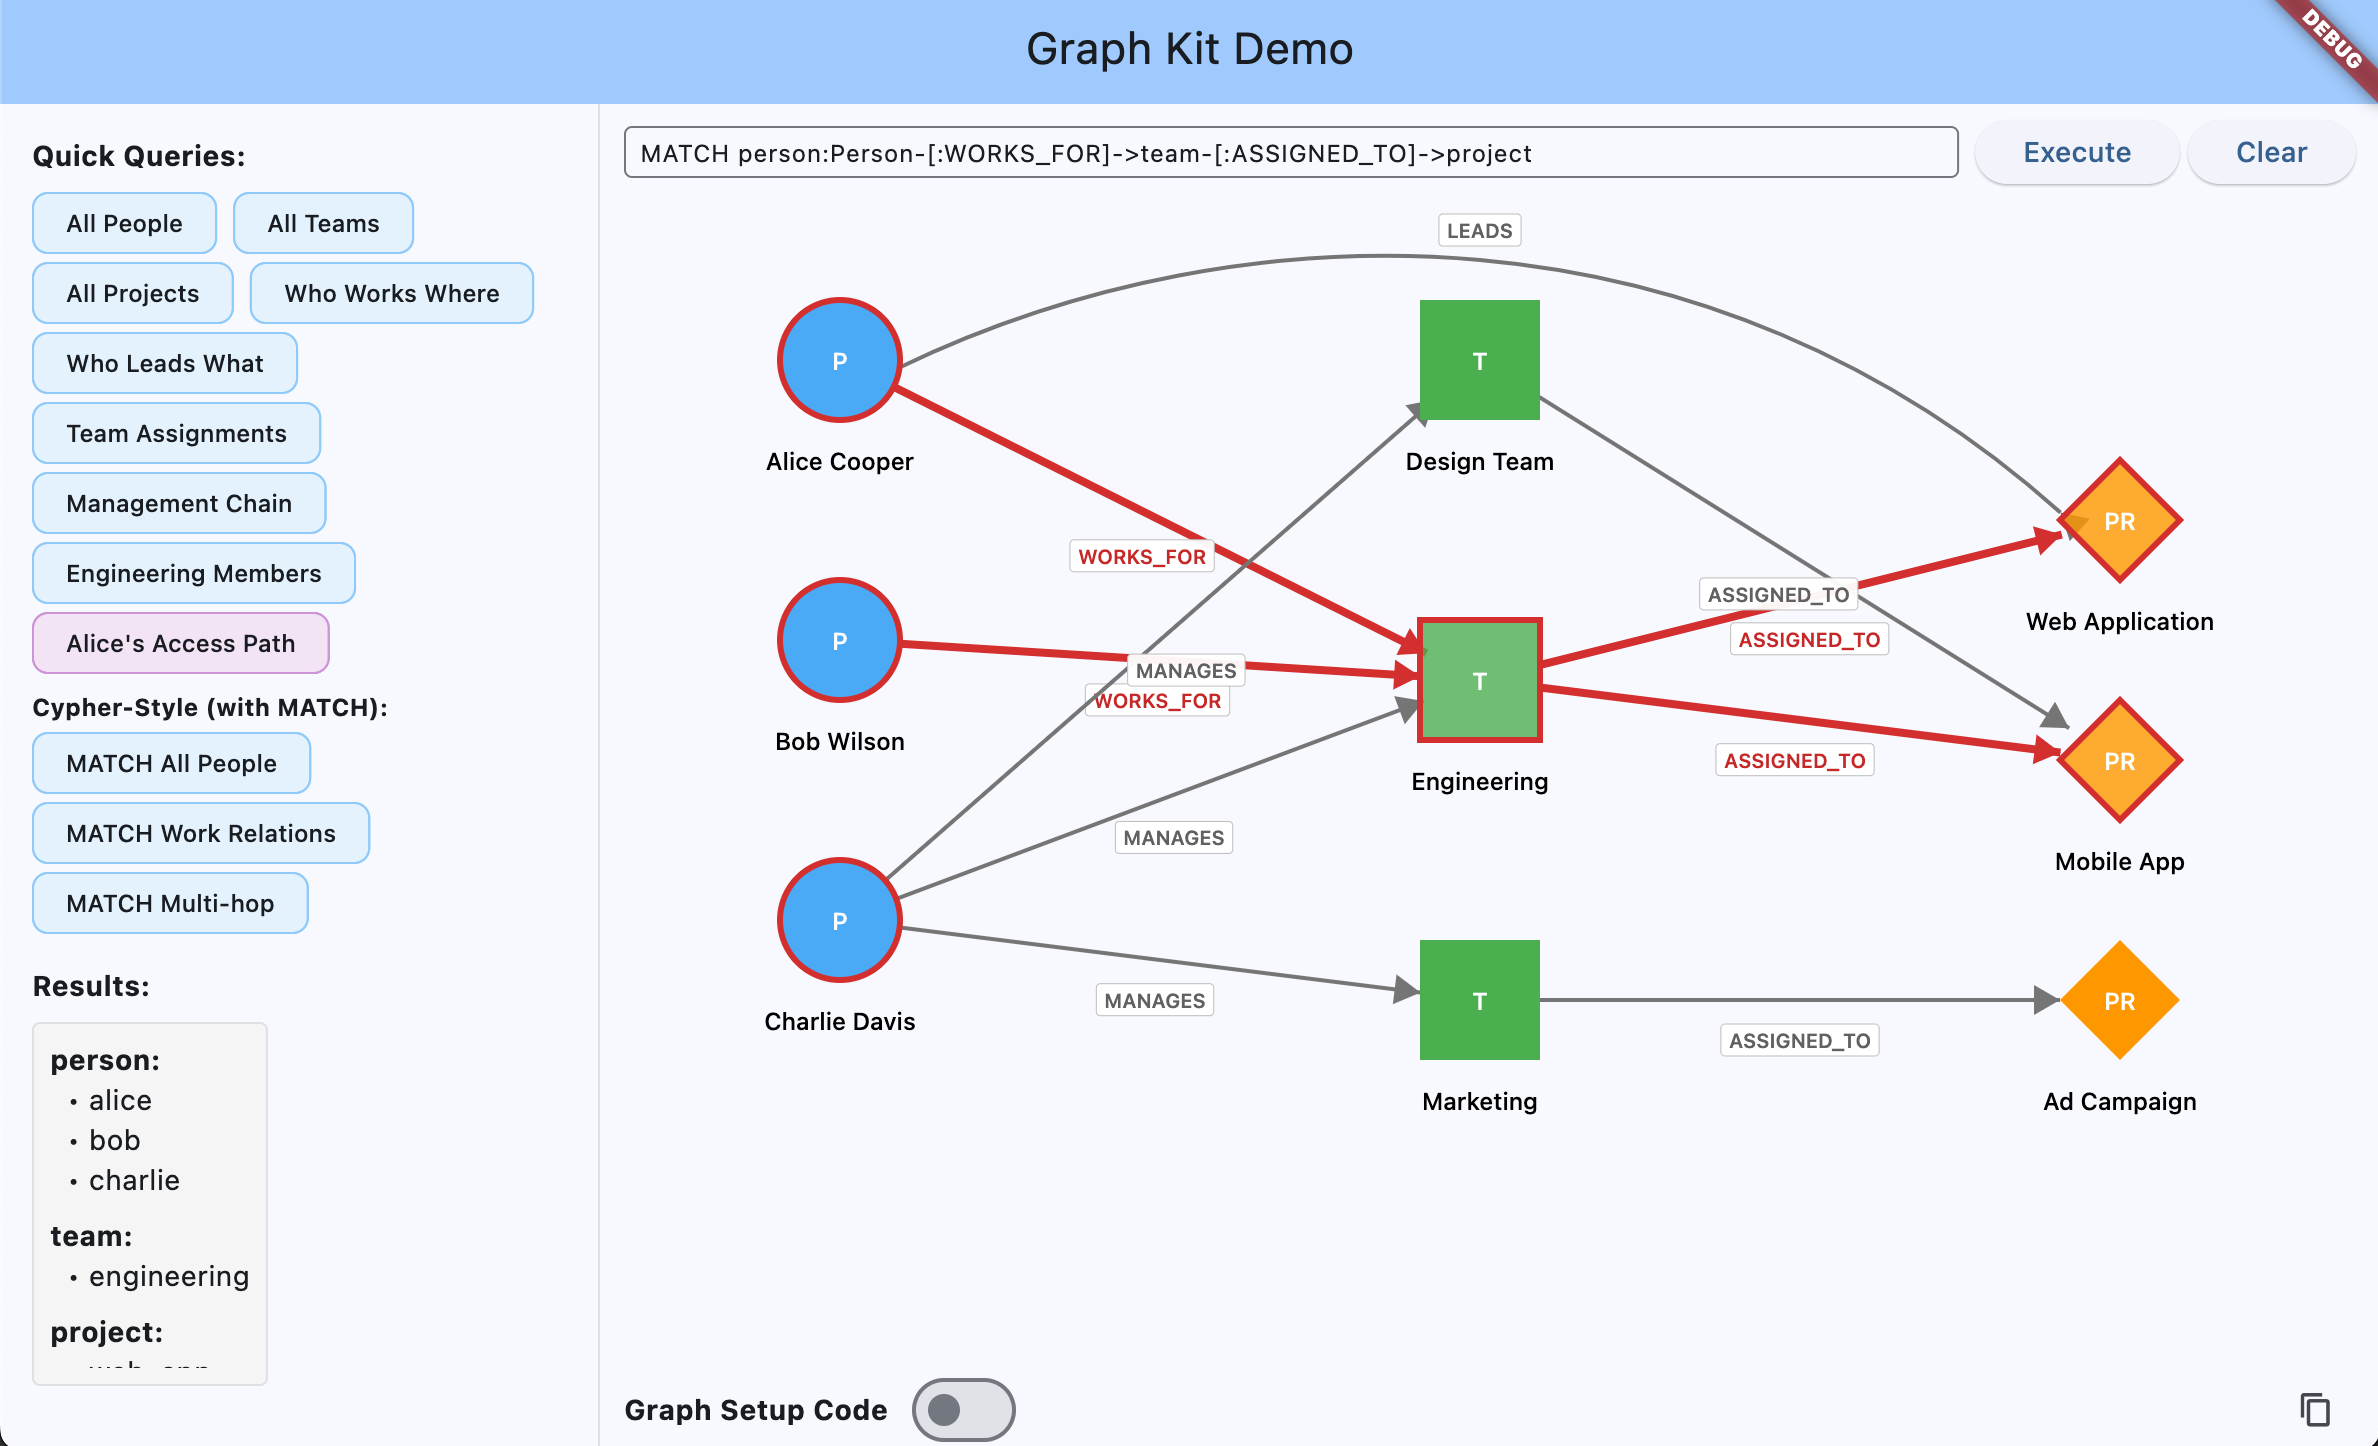 Graph Kit Demo
DEBUG
Quick Queries:
All People
All Teams
All Projects
Who Works Where
Who Leads What
Team Assignments
Management Chain
Engineering Members
Alice's Access Path
Cypher-Style (with MATCH):
MATCH All People
MATCH Work Relations
MATCH Multi-hop
Results:
person:
• alice
• bob
• charlie
team:
• engineering
project:
MATCH person:Person-[:WORKS_FOR]->team-[:ASSIGNED_TO]->project
Execute
Clear
LEADS
P
T
Alice Cooper
Design Team
PR
WORKS_FOR
ASSIGNED_TO
Web Application
P
ASSIGNED_TO
MANAGES
T
WORKS_FOR
Bob Wilson
PR
ASSIGNED_TO
Engineering
MANAGES
Mobile App
P
MANAGES
T
PR
Charlie Davis
ASSIGNED_TO
Marketing
Ad Campaign
Graph Setup Code